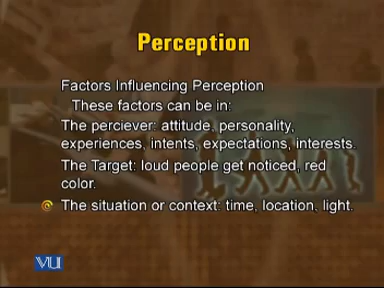 Perception
Factors Influencing Perception
These factors can be in:
The perciever: attitude, personality,
experiences, intents, expectations, interests.
The Target: loud people get noticed, red
color.
The situation or context: time, location, light.
VU